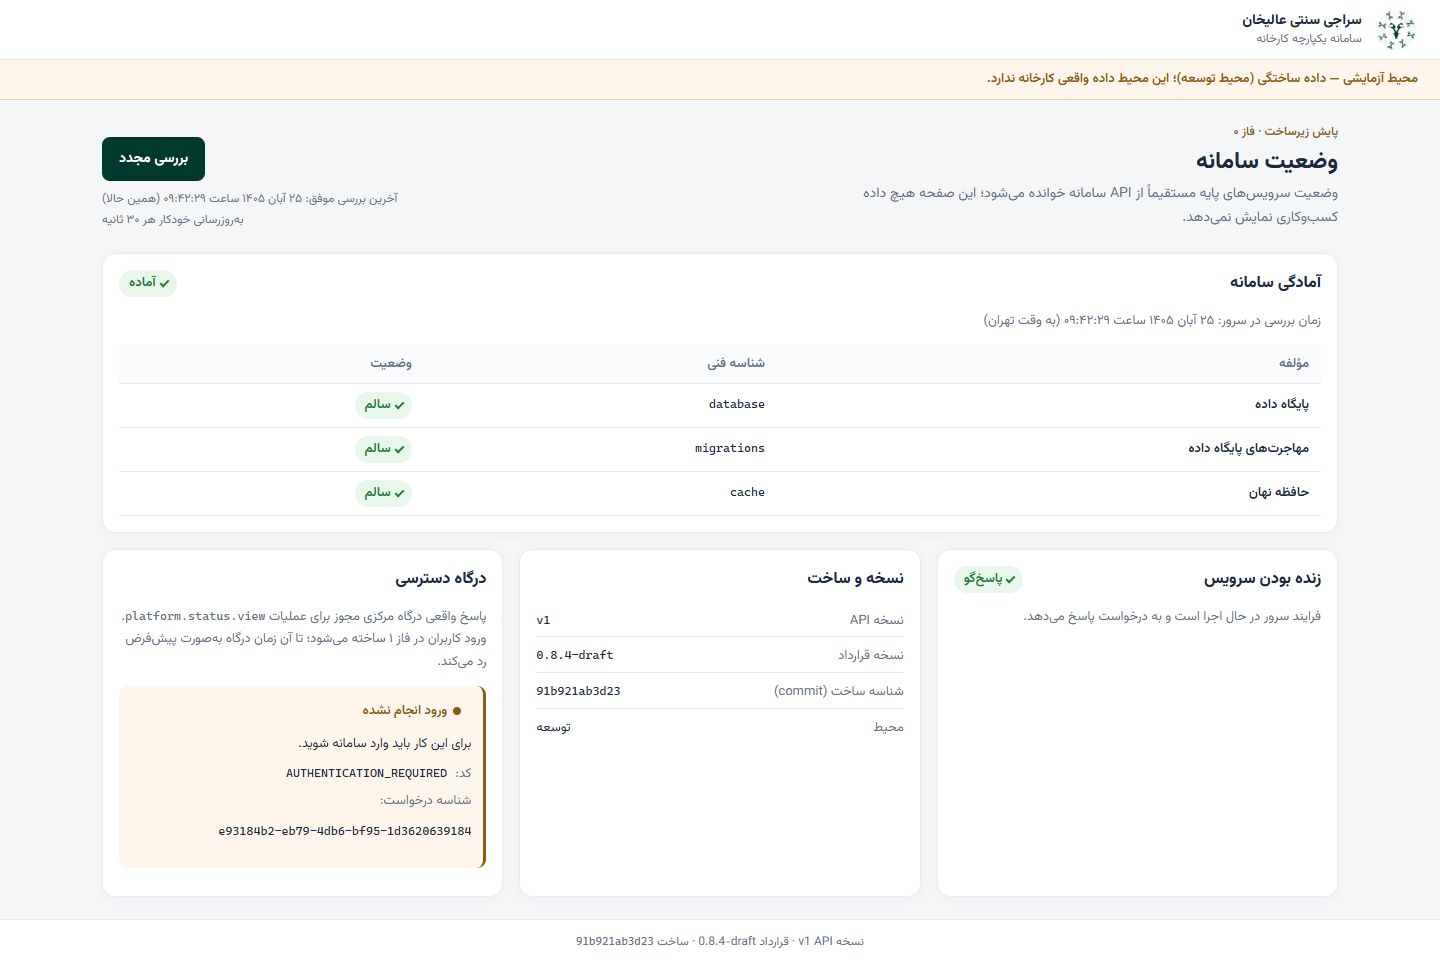 سراجی سنتی عالیخان
سامانه یکپارچه کارخانه
محیط آزمایشی — داده ساختگی (محیط توسعه)؛ این محیط داده واقعی کارخانه ندارد.
پایش زیرساخت · فاز ۰
وضعیت سامانه
وضعیت سرویس‌های پایه مستقیماً از API سامانه خوانده می‌شود؛ این صفحه هیچ داده
کسب‌وکاری نمایش نمی‌دهد.
بررسی مجدد
آخرین بررسی موفق: ۲۵ آبان ۱۴۰۵ ساعت ۰۹:۴۲:۲۹ (همین حالا)
به‌روزرسانی خودکار هر ۳۰ ثانیه
آمادگی سامانه
آماده
زمان بررسی در سرور: ۲۵ آبان ۱۴۰۵ ساعت ۰۹:۴۲:۲۹ (به وقت تهران)
مؤلفه شناسه فنی وضعیت
پایگاه داده database سالم
مهاجرت‌های پایگاه داده migrations سالم
حافظه نهان cache سالم
زنده بودن سرویس
پاسخ‌گو
فرایند سرور در حال اجرا است و به درخواست پاسخ می‌دهد.
نسخه و ساخت
نسخه API v1
نسخه قرارداد 0.8.4-draft
شناسه ساخت (commit) 91b921ab3d23
محیط توسعه
درگاه دسترسی
پاسخ واقعی درگاه مرکزی مجوز برای عملیات platform.status.view.
ورود کاربران در فاز ۱ ساخته می‌شود؛ تا آن زمان درگاه به‌صورت پیش‌فرض
رد می‌کند.
ورود انجام نشده
برای این کار باید وارد سامانه شوید.
کد: AUTHENTICATION_REQUIRED
شناسه درخواست:
e93184b2-eb79-4db6-bf95-1d3620639184
نسخه API v1 · قرارداد 0.8.4-draft · ساخت 91b921ab3d23